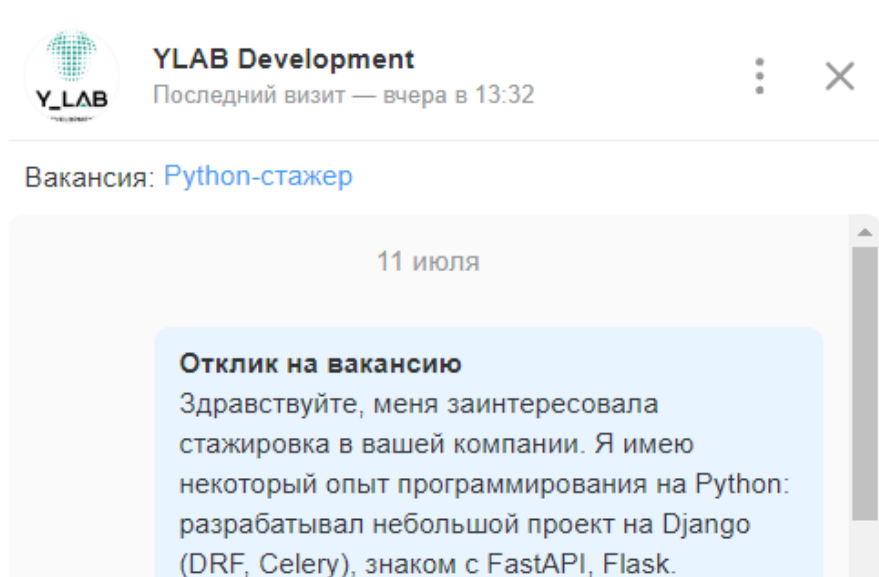 Y_LAB
YLAB Development
Последний визит — вчера в 13:32
Вакансия: Python-стажер
11 июля
Отклик на вакансию
Здравствуйте, меня заинтересовала
стажировка в вашей компании. Я имею
некоторый опыт программирования на Python:
разрабатывал небольшой проект на Django
(DRF, Celery), знаком с FastAPI, Flask.